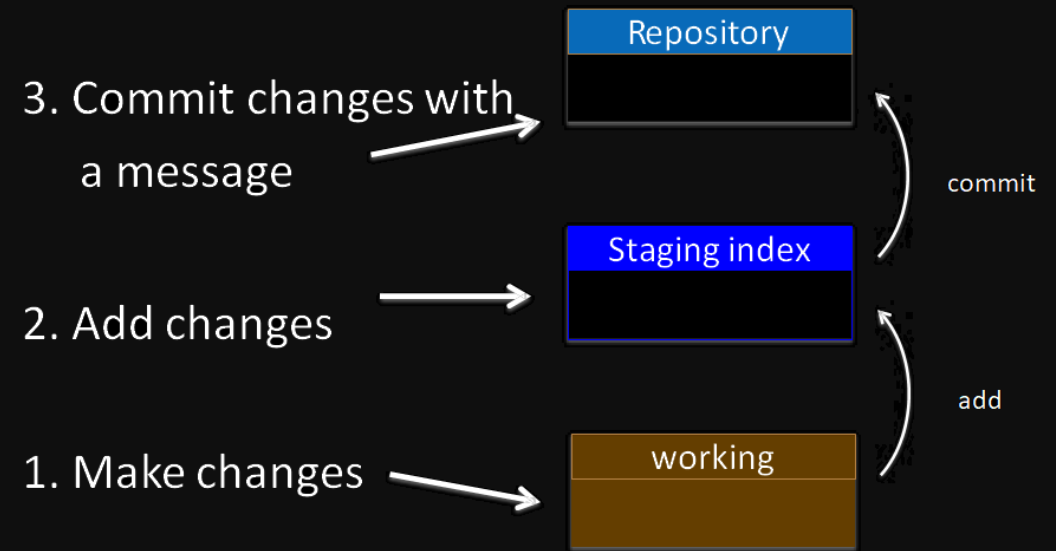 Repository
3. Commit changes with
a message
commit
Staging index
2. Add changes
add
working
1. Make changes